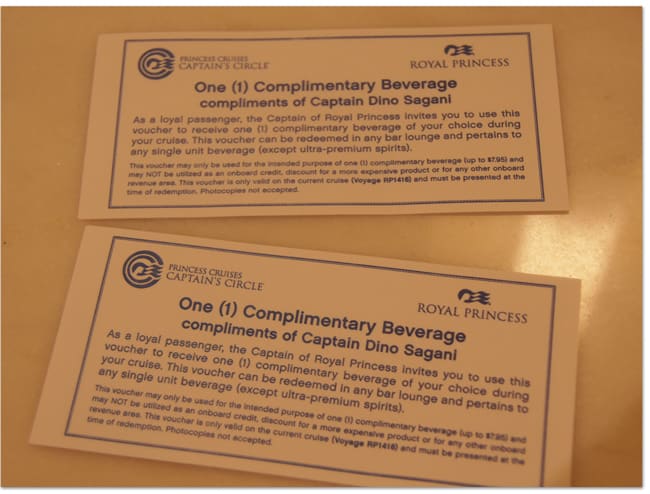 PRINCESS CRUISES
CAPTAIN'S CIRCLE
ROYAL PRINCESS
One (1) Complimentary Beverage
compliments of Captain Dino Sagani
As a loyal passenger, the Captain of Royal Princess invites you to use this
voucher to receive one (1) complimentary beverage of your choice during
your cruise. This voucher can be redeemed in any bar lounge and pertains to
any single unit beverage (except ultra-premium spirits).
This voucher may only be used for the intended purpose of one (1) complimentary beverage (up to $7.95) and
may NOT be utilized as an onboard credit, discount for a more expensive product or for any other onboard
revenue area. This voucher is only valid on the current cruise (Voyage RP1416) and must be presented at the
time of redemption. Photocopies not accepted.
PRINCESS CRUISES
CAPTAIN'S CIRCLE
ROYAL PRINCESS
One (1) Complimentary Beverage
compliments of Captain Dino Sagani
As a loyal passenger, the Captain of Royal Princess invites you to use this
voucher to receive one (1) complimentary beverage of your choice during
your cruise. This voucher can be redeemed in any bar lounge and pertains to
any single unit beverage (except ultra-premium spirits).
This voucher may only be used for the intended purpose of one (1) complimentary beverage (up to $7.95) and
may NOT be utilized as an onboard credit, discount for a more expensive product or for any other onboard
revenue area. This voucher is only valid on the current cruise (Voyage RP1416) and must be presented at the
time of redemption. Photocopies not accepted.